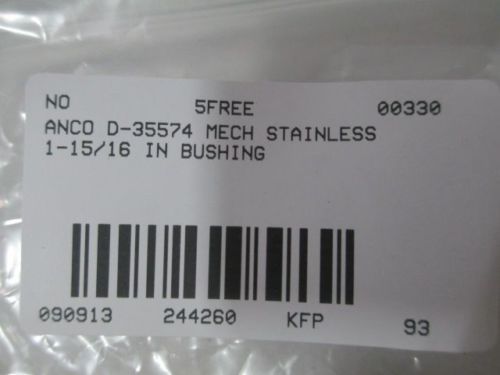 NO 5FREE 00330
ANCO D-35574 MECH STAINLESS
1-15/16 IN BUSHING
090913 244260 KFP 93